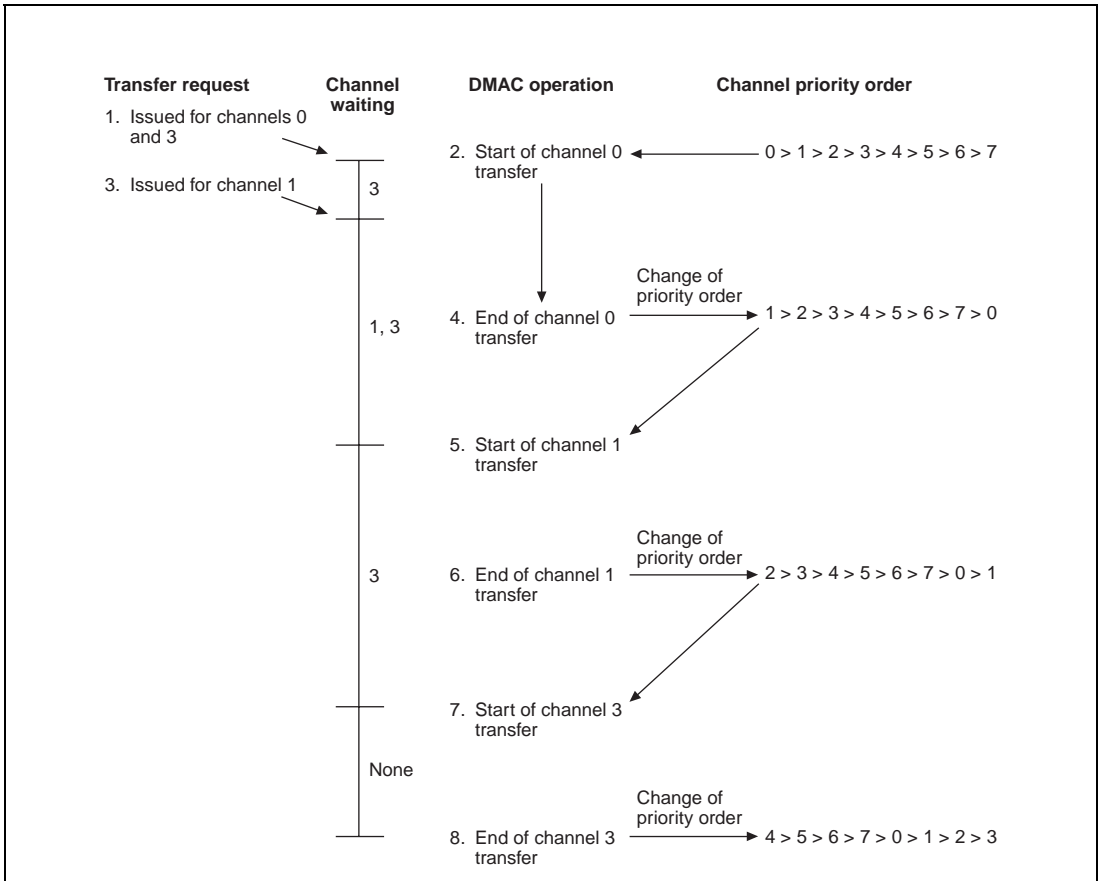 Transfer request
Channel
waiting
DMAC operation
Channel priority order
1. Issued for channels 0
and 3
2. Start of channel 0
transfer
0 > 1 > 2 > 3 > 4 > 5 > 6 > 7
3. Issued for channel 1
3
Change of
priority order
1, 3
4. End of channel 0
transfer
1 > 2 > 3 > 4 > 5 > 6 > 7 > 0
5. Start of channel 1
transfer
Change of
priority order
3
6. End of channel 1
transfer
2 > 3 > 4 > 5 > 6 > 7 > 0 > 1
7. Start of channel 3
transfer
None
Change of
priority order
8. End of channel 3
transfer
4 > 5 > 6 > 7 > 0 > 1 > 2 > 3